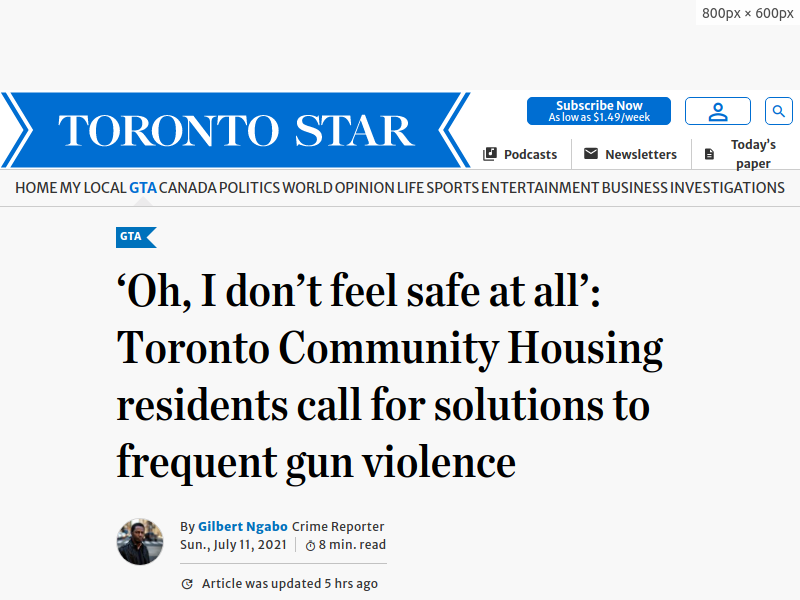 800px × 600px
TORONTO STAR
Subscribe Now
As low as $1.49/week
Podcasts
Newsletters
Today's
paper
HOME MY LOCAL GTA CANADA POLITICS WORLD OPINION LIFE SPORTS ENTERTAINMENT BUSINESS INVESTIGATIONS
GTA
‘Oh, I don’t feel safe at all’:
Toronto Community Housing
residents call for solutions to
frequent gun violence
By Gilbert Ngabo Crime Reporter
Sun., July 11, 2021 8 min. read
Article was updated 5 hrs ago